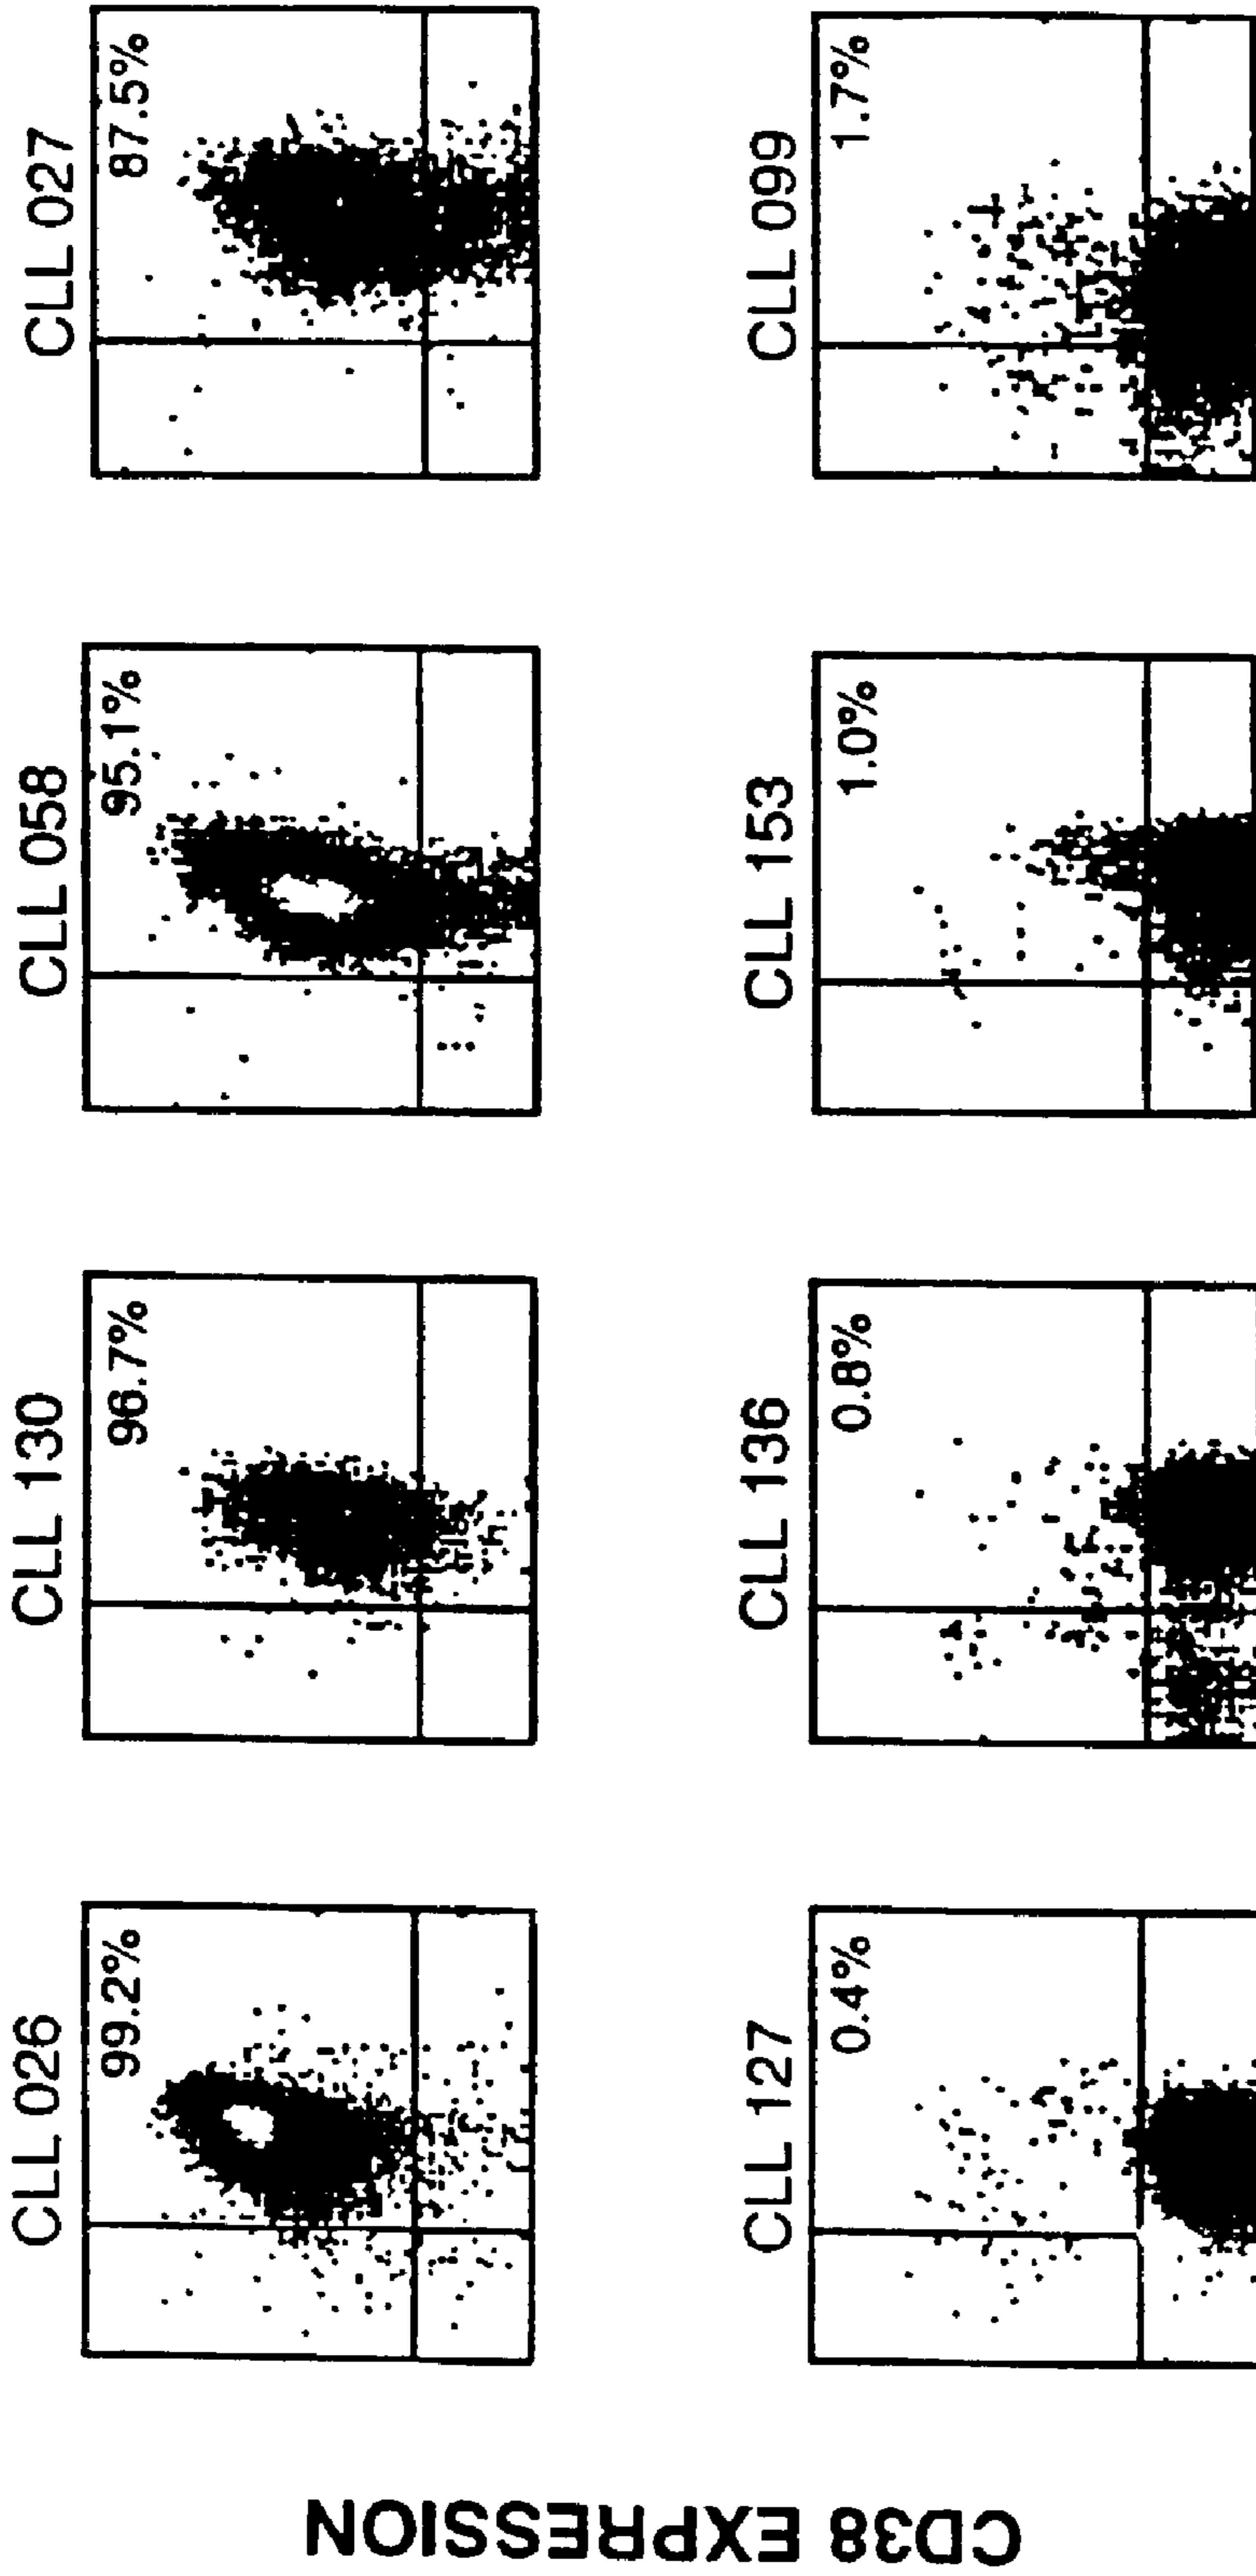 CD38 EXPRESSION
CLL 026
99.2%
CLL 130
96.7%
CLL 058
95.1%
CLL 027
87.5%
CLL 127
0.4%
CLL 136
0.8%
CLL 153
1.0%
CLL 099
1.7%